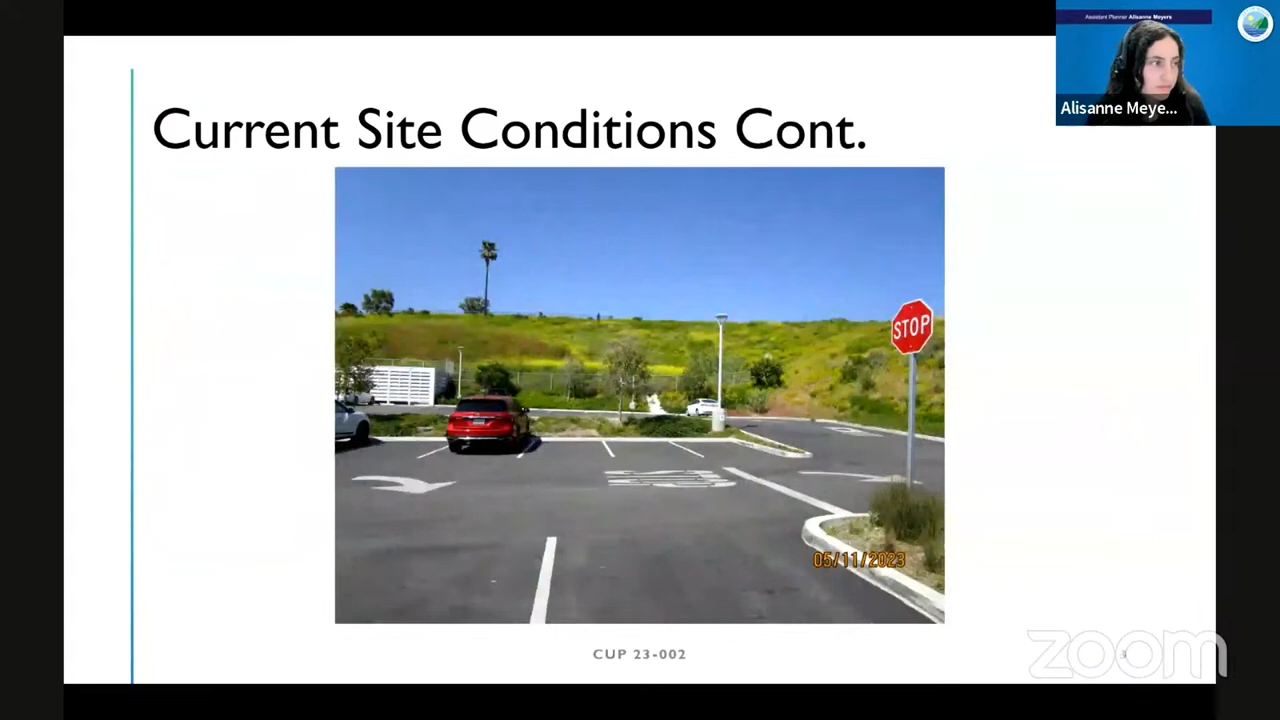 Assistant Planner Alisanne Meyers
Alisanne Meye...
Current Site Conditions Cont.
STOP
05/11/2023
CUP 23-002
zoom